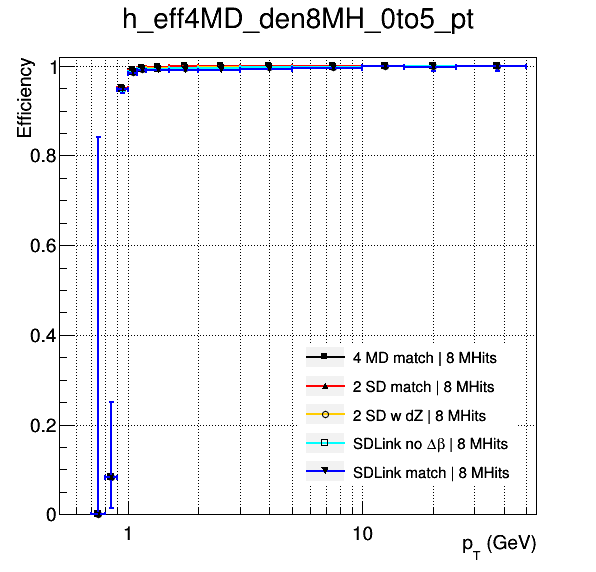 h_eff4MD_den8MH_0to5_pt
Efficiency
1
0.8
0.6
0.4
0.2
0
4 MD match | 8 MHits
2 SD match | 8 MHits
2 SD w dZ | 8 MHits
SDLink no Δβ | 8 MHits
SDLink match | 8 MHits
1
10
p_T (GeV)